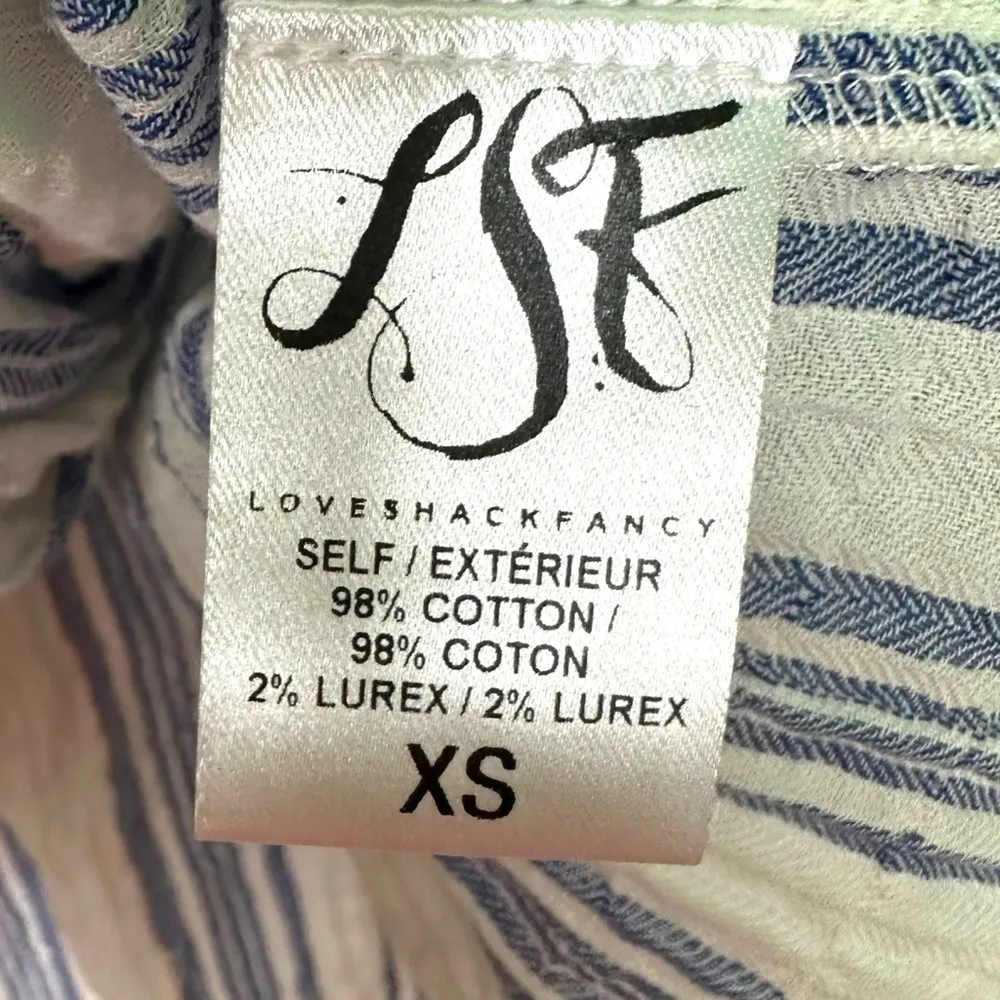 LSF
LOVESHACKFANCY
SELF / EXTÉRIEUR
98% COTTON /
98% COTON
2% LUREX / 2% LUREX
XS